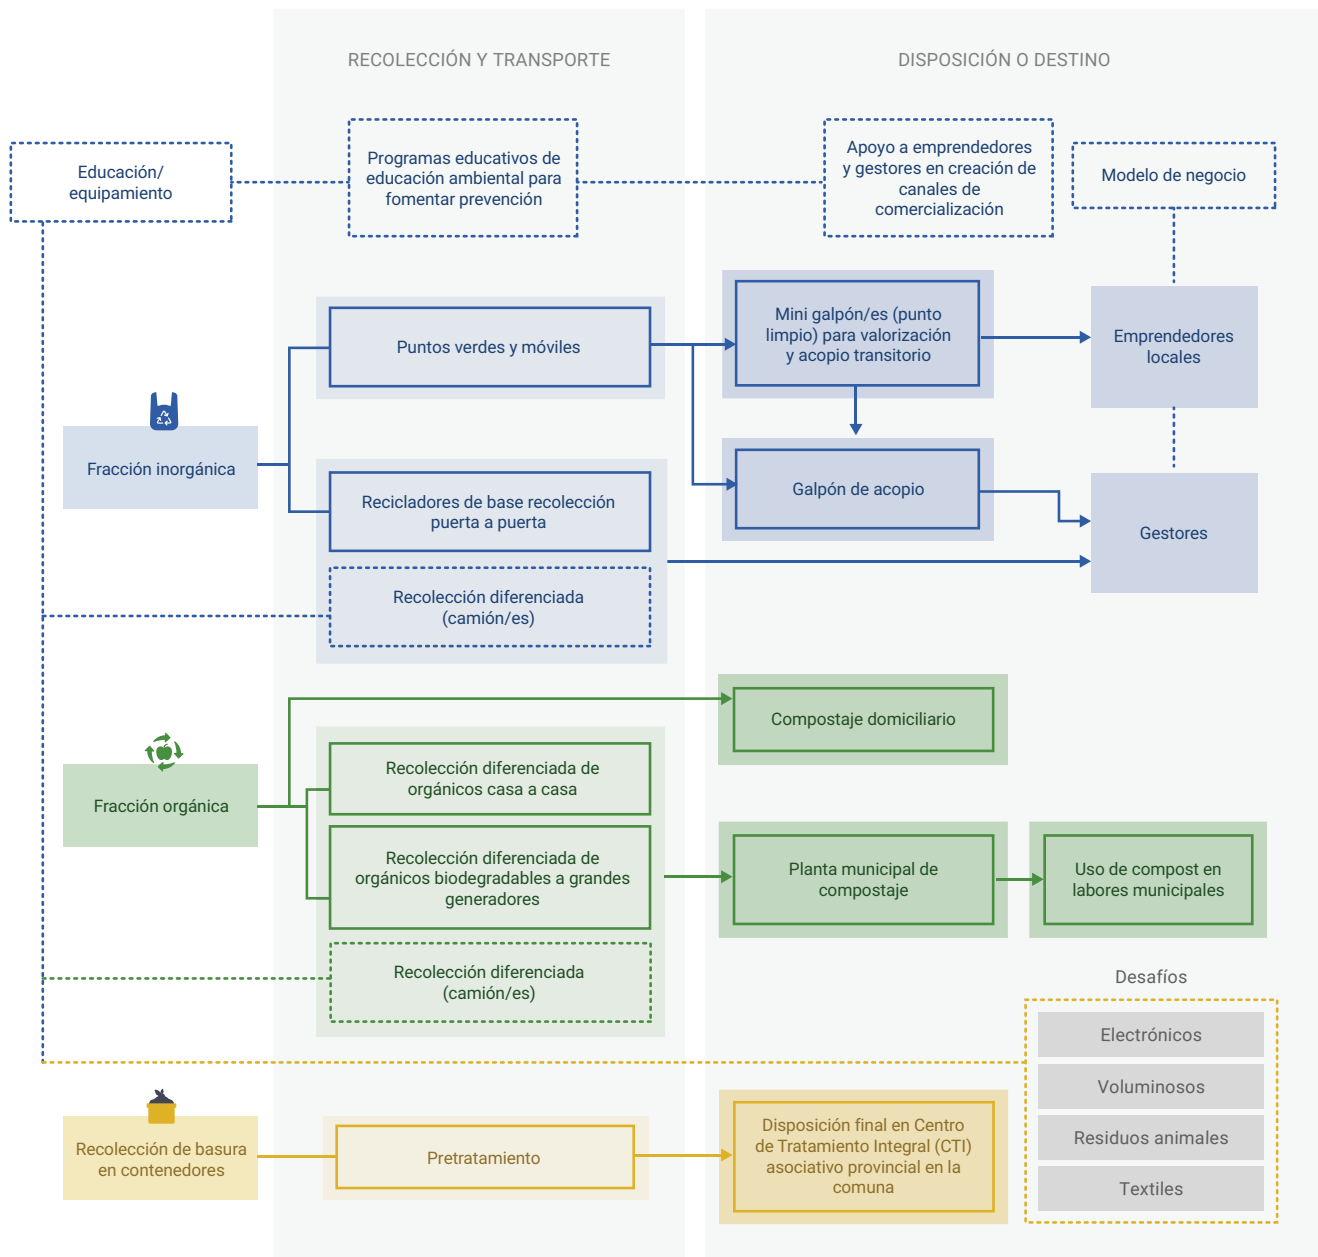 RECOLECCIÓN Y TRANSPORTE
DISPOSICIÓN O DESTINO
Educación/
equipamiento
Programas educativos de
educación ambiental para
fomentar prevención
Apoyo a emprendedores
y gestores en creación de
canales de
comercialización
Modelo de negocio
Fracción inorgánica
Puntos verdes y móviles
Mini galpón/es (punto
limpio) para valorización
y acopio transitorio
Emprendedores
locales
Recicladores de base recolección
puerta a puerta
Galpón de acopio
Gestores
Recolección diferenciada
(camión/es)
Fracción orgánica
Compostaje domiciliario
Recolección diferenciada de
orgánicos casa a casa
Recolección diferenciada de
orgánicos biodegradables a grandes
generadores
Planta municipal de
compostaje
Uso de compost en
labores municipales
Recolección diferenciada
(camión/es)
Desafíos
Electrónicos
Voluminosos
Residuos animales
Textiles
Recolección de basura
en contenedores
Pretratamiento
Disposición final en Centro
de Tratamiento Integral (CTI)
asociativo provincial en la
comuna